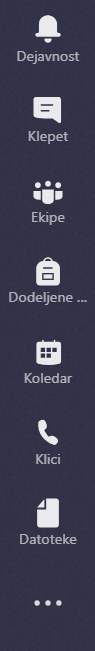 Dejavnost
Klepet
Ekipe
Dodeljene ...
Koledar
Klici
Datoteke